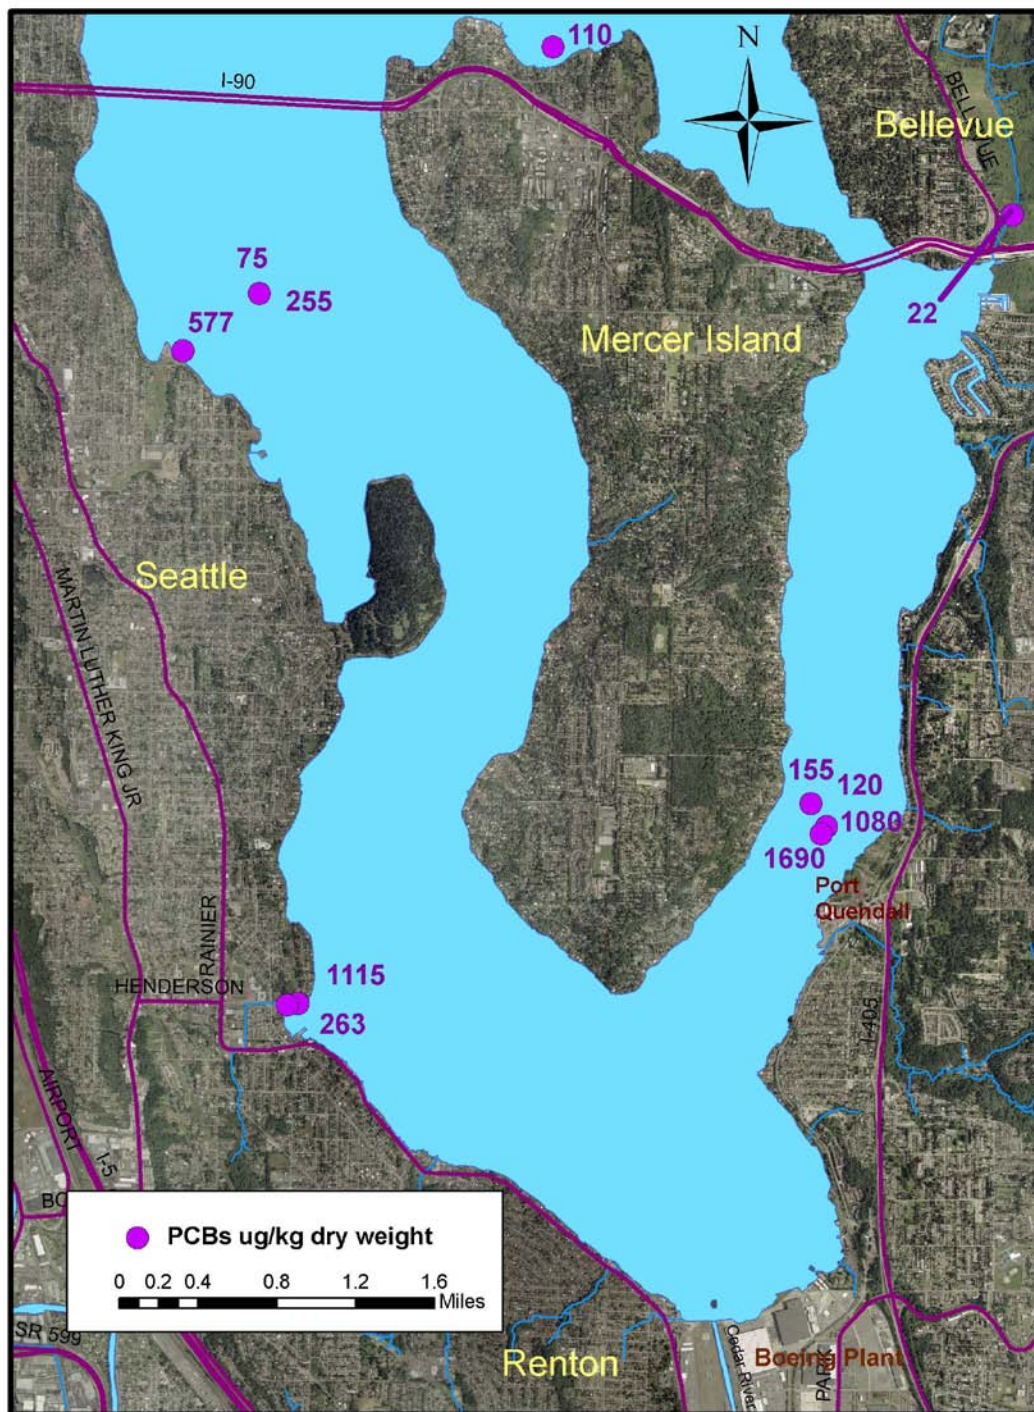 110
N
I-90
BELLEVUE
Bellevue
75
255
577
22
Mercer Island
Seattle
MARTIN LUTHER KING JR
155
120
1080
1690
Port
Quendall
RAINIER
HENDERSON
1115
263
I-405
AIRPORT
I-5
BO
PCBs ug/kg dry weight
0 0.2 0.4 0.8 1.2 1.6
Miles
SR 599
Renton
Cedar River
Boeing Plant
PARK